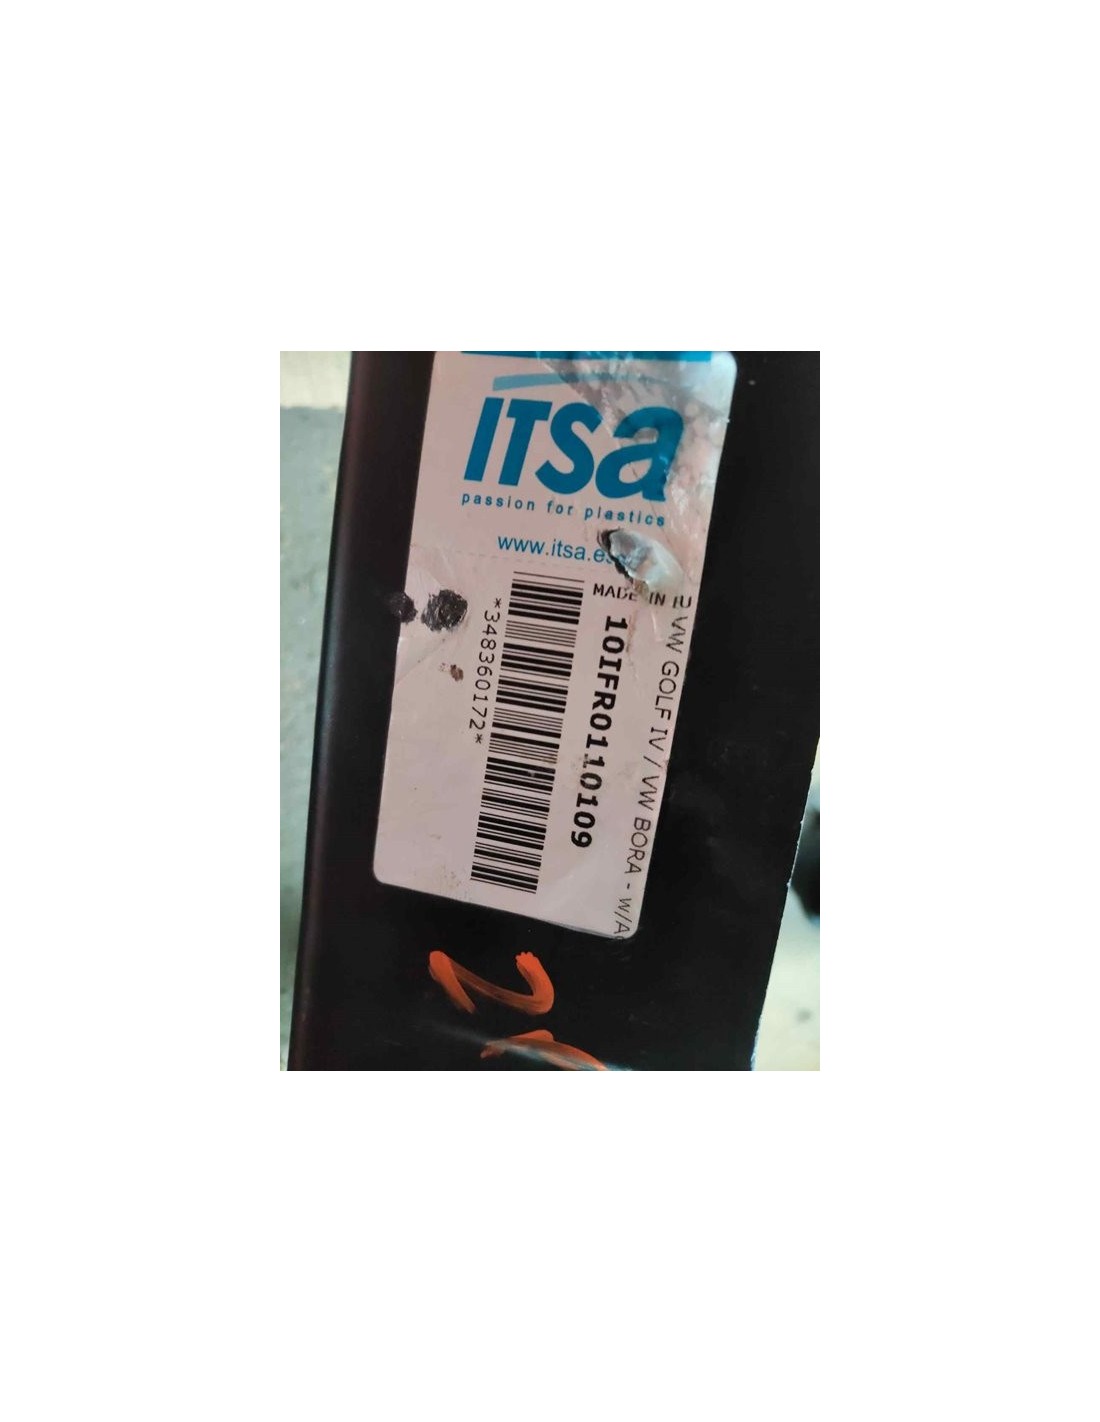 iTSa
passion for plastics
www.itsa.es
MADE IN EU
VW GOLF IV / VW BORA - w/A
10IFR0110109
*348360172*